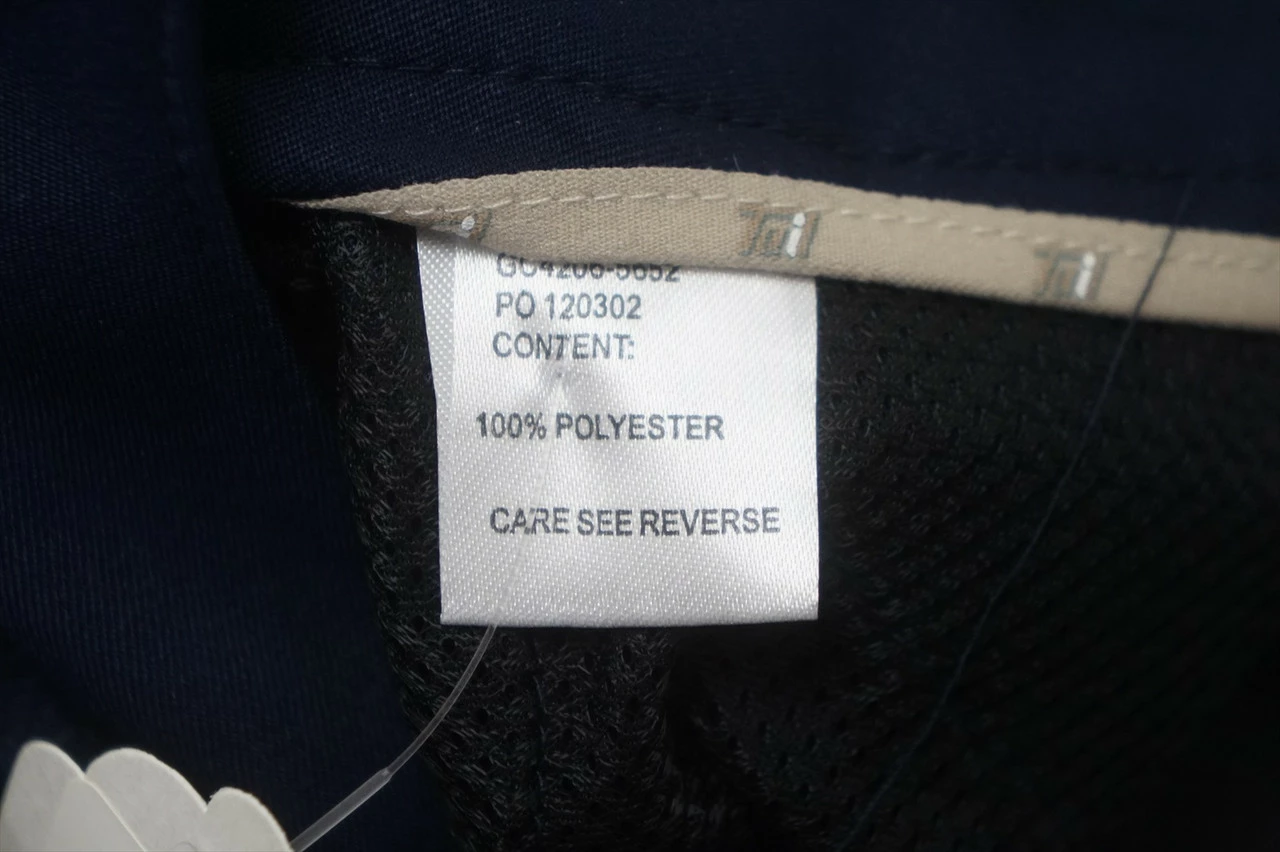 PO 120302
CONTENT:
100% POLYESTER
CARE SEE REVERSE